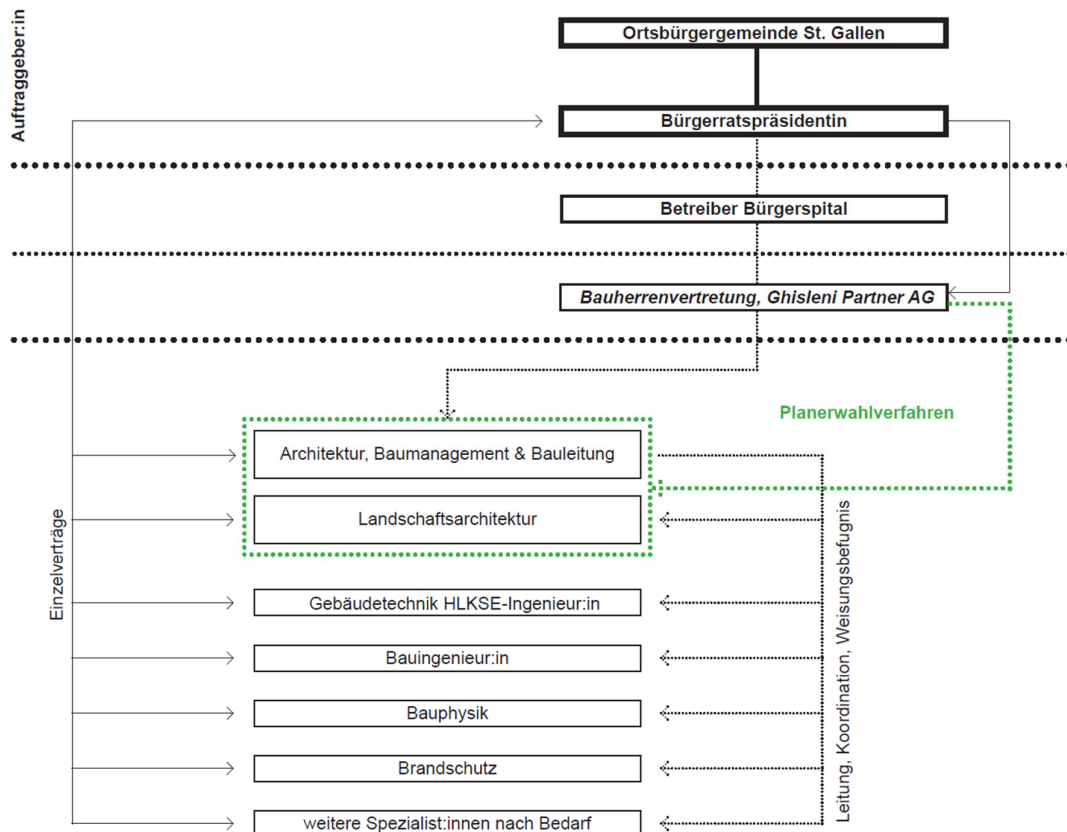 Auftraggeber:in
Ortsbürgergemeinde St. Gallen
Bürgerratspräsidentin
Betreiber Bürgerspital
Bauherrenvertretung, Ghisleni Partner AG
Planerwahlverfahren
Architektur, Baumanagement & Bauleitung
Landschaftsarchitektur
Einzelverträge
Gebäudetechnik HLKSE-Ingenieur:in
Bauingenieur:in
Bauphysik
Brandschutz
weitere Spezialist:innen nach Bedarf
Leitung, Koordination, Weisungsbefugnis